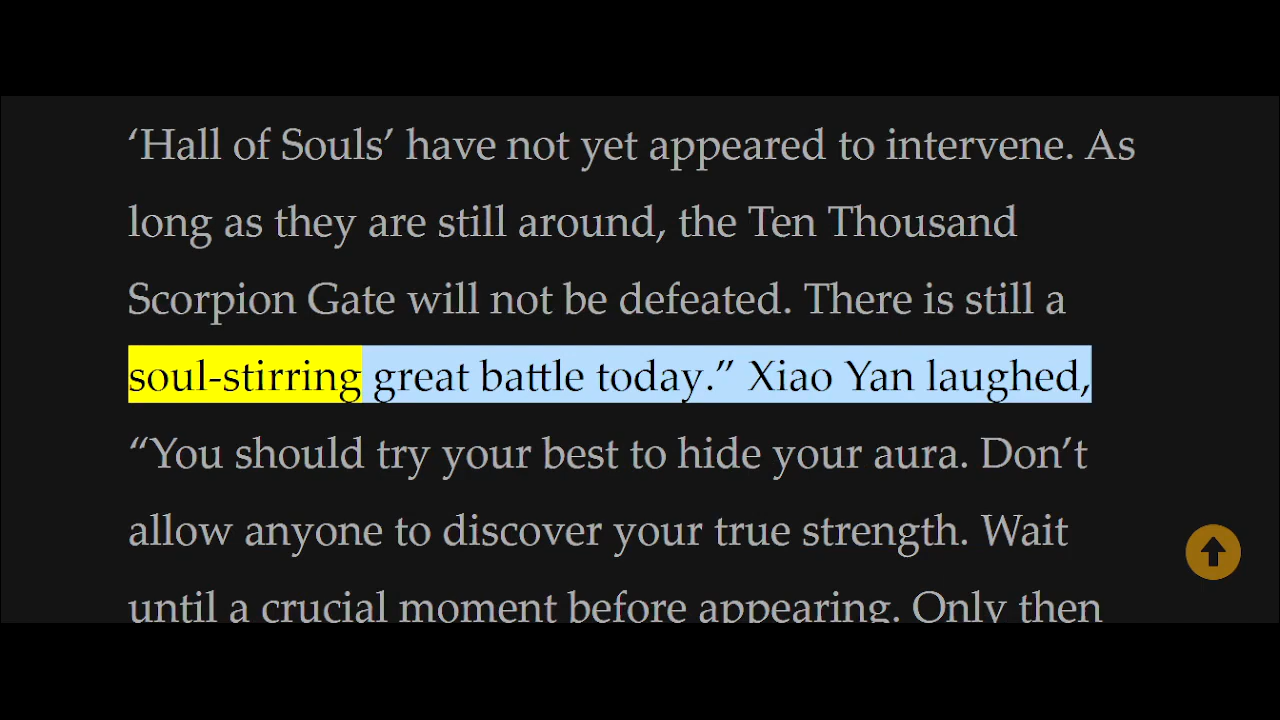 ‘Hall of Souls’ have not yet appeared to intervene. As
long as they are still around, the Ten Thousand
Scorpion Gate will not be defeated. There is still a
soul-stirring great battle today.” Xiao Yan laughed,
“You should try your best to hide your aura. Don’t
allow anyone to discover your true strength. Wait
until a crucial moment before appearing. Only then